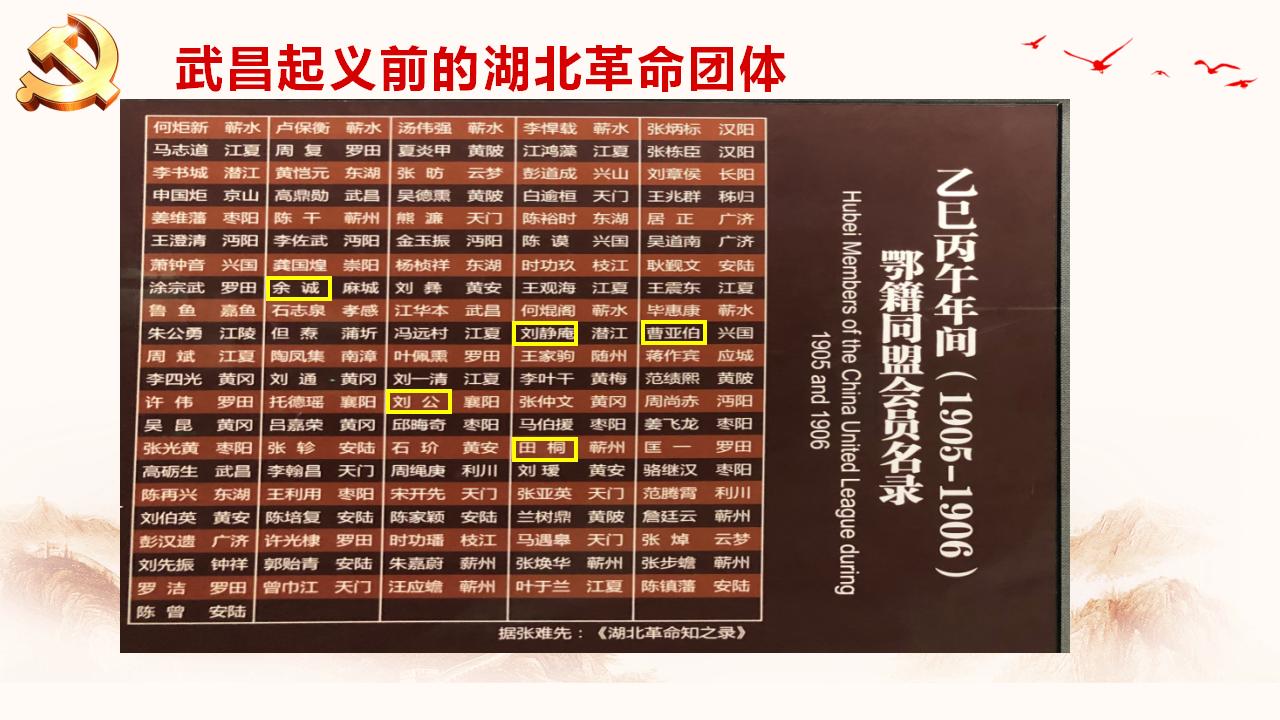 武昌起义前的湖北革命团体
何炬新 蕲水 卢保衡 蕲水 汤伟强 蕲水 李悍载 蕲水 张炳标 汉阳
马志道 江夏 周 复 罗田 夏炎甲 黄陂 江鸿藻 江夏 张栋臣 汉阳
李书城 潜江 黄恺元 东湖 张 昉 云梦 彭道成 兴山 刘章侯 长阳
申国炬 京山 高鼎勋 武昌 吴德熏 黄陂 白逾桓 天门 王兆群 秭归
姜维藩 枣阳 陈 干 蕲州 熊 濂 天门 陈裕时 东湖 居 正 广济
王澄清 沔阳 李佐武 沔阳 金玉振 沔阳 陈 谟 兴国 吴道南 广济
萧钟音 兴国 龚国煌 崇阳 杨桢祥 东湖 时功玖 枝江 耿觐文 安陆
涂宗武 罗田 余 诚 麻城 刘 彝 黄安 王观海 江夏 王震东 江夏
鲁 鱼 嘉鱼 石志泉 孝感 江华本 武昌 何焜阁 蕲水 毕惠康 蕲水
朱公勇 江陵 但 焘 蒲圻 冯远村 江夏 刘静庵 潜江 曹亚伯 兴国
周 斌 江夏 陶凤集 南漳 叶佩熏 罗田 王家驹 随州 蒋作宾 应城
李四光 黄冈 刘 通 黄冈 刘一清 江夏 李叶干 黄梅 范绩熙 黄陂
许 伟 罗田 托德瑶 襄阳 刘 公 襄阳 张仲文 黄冈 周尚赤 沔阳
吴 昆 黄冈 吕嘉荣 黄冈 邱晦奇 枣阳 马伯援 枣阳 姜飞龙 枣阳
张光黄 枣阳 张 轸 安陆 石 玠 黄安 田 桐 蕲州 匡 一 罗田
高砺生 武昌 李翰昌 天门 周绳庚 利川 刘 瑷 黄安 骆继汉 枣阳
陈再兴 东湖 王利用 枣阳 宋开先 天门 张亚英 天门 范腾霄 利川
刘伯英 黄安 陈培复 安陆 陈家颖 安陆 兰树鼎 黄陂 詹廷云 蕲州
彭汉遗 广济 许光棣 罗田 时功璠 枝江 马遇皋 天门 张 焯 云梦
刘先振 钟祥 郭贻青 安陆 朱嘉蔚 薪州 张焕华 蕲州 张步蟾 蕲州
罗 洁 罗田 曾巾江 天门 汪应蟾 蕲州 叶于兰 江夏 陈镇藩 安陆
陈 曾 安陆
据张难先：《湖北革命知之录》
乙巳丙午年间（1905-1906）
鄂籍同盟会员名录
Hubei Members of the China United League during
1905 and 1906